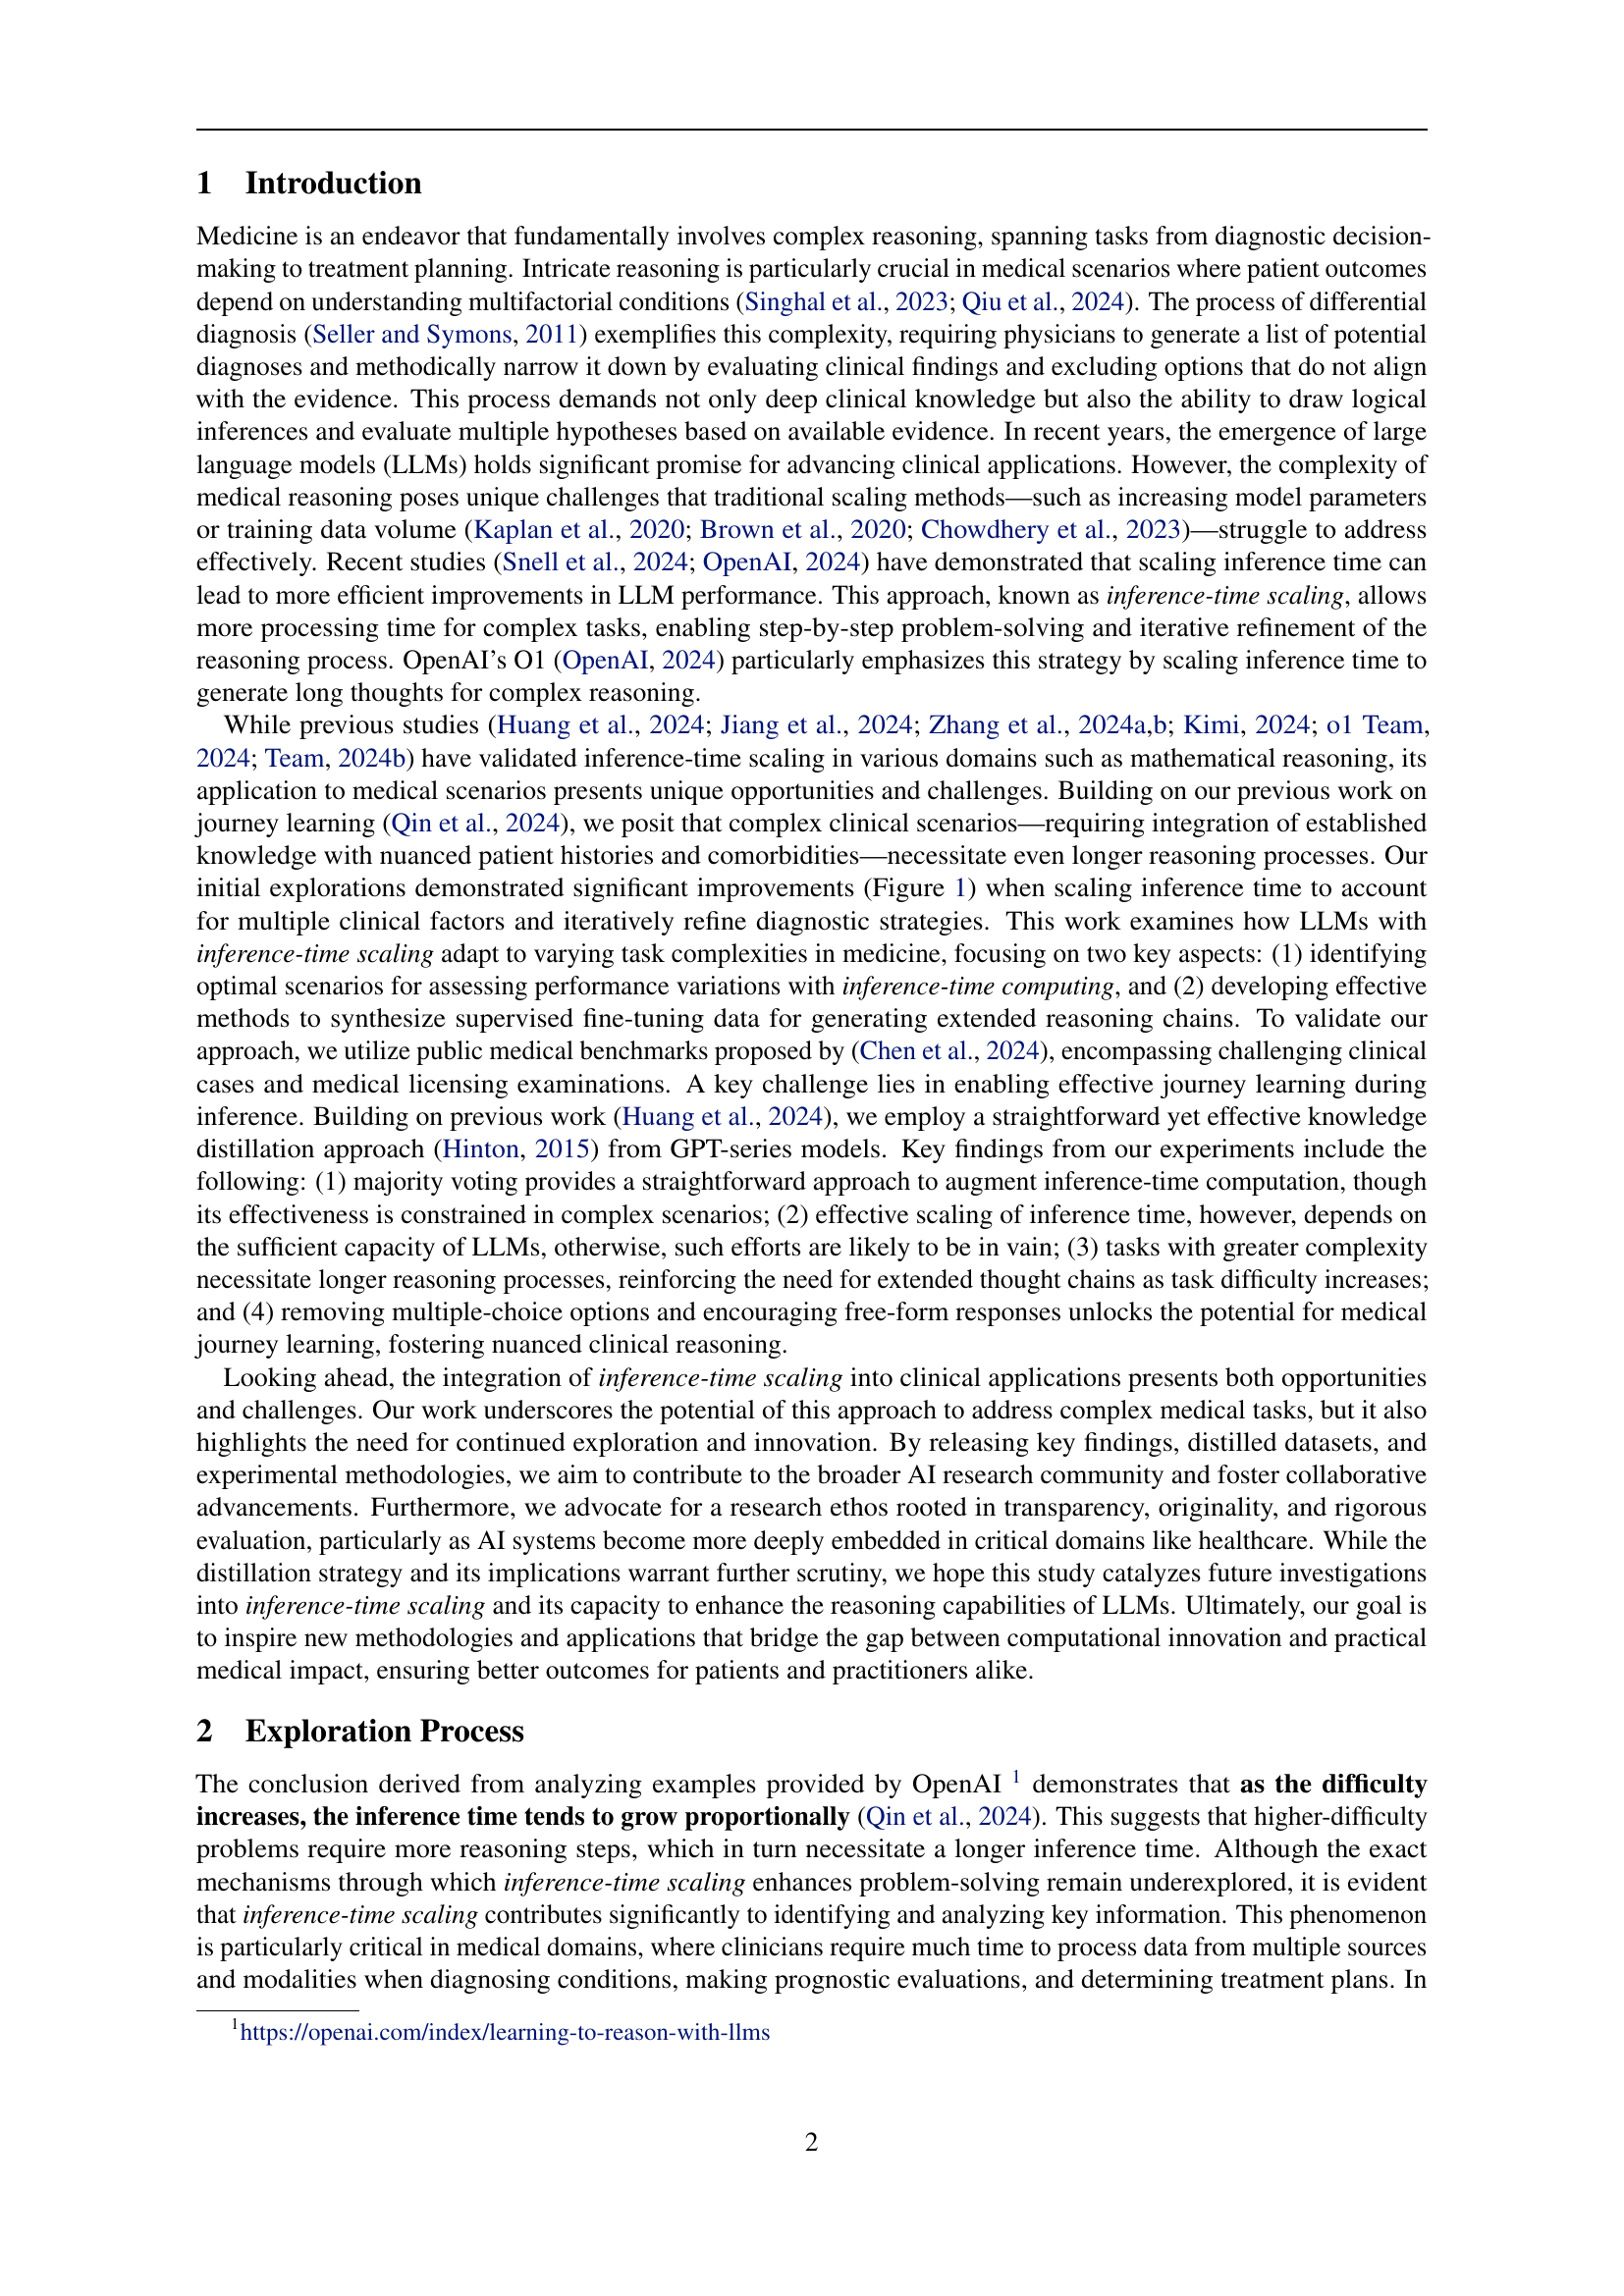 1 Introduction
Medicine is an endeavor that fundamentally involves complex reasoning, spanning tasks from diagnostic decision-
making to treatment planning. Intricate reasoning is particularly crucial in medical scenarios where patient outcomes
depend on understanding multifactorial conditions (Singhal et al., 2023; Qiu et al., 2024). The process of differential
diagnosis (Seller and Symons, 2011) exemplifies this complexity, requiring physicians to generate a list of potential
diagnoses and methodically narrow it down by evaluating clinical findings and excluding options that do not align
with the evidence. This process demands not only deep clinical knowledge but also the ability to draw logical
inferences and evaluate multiple hypotheses based on available evidence. In recent years, the emergence of large
language models (LLMs) holds significant promise for advancing clinical applications. However, the complexity of
medical reasoning poses unique challenges that traditional scaling methods—such as increasing model parameters
or training data volume (Kaplan et al., 2020; Brown et al., 2020; Chowdhery et al., 2023)—struggle to address
effectively. Recent studies (Snell et al., 2024; OpenAI, 2024) have demonstrated that scaling inference time can
lead to more efficient improvements in LLM performance. This approach, known as inference-time scaling, allows
more processing time for complex tasks, enabling step-by-step problem-solving and iterative refinement of the
reasoning process. OpenAI's O1 (OpenAI, 2024) particularly emphasizes this strategy by scaling inference time to
generate long thoughts for complex reasoning.
While previous studies (Huang et al., 2024; Jiang et al., 2024; Zhang et al., 2024a,b; Kimi, 2024; o1 Team,
2024; Team, 2024b) have validated inference-time scaling in various domains such as mathematical reasoning, its
application to medical scenarios presents unique opportunities and challenges. Building on our previous work on
journey learning (Qin et al., 2024), we posit that complex clinical scenarios—requiring integration of established
knowledge with nuanced patient histories and comorbidities—necessitate even longer reasoning processes. Our
initial explorations demonstrated significant improvements (Figure 1) when scaling inference time to account
for multiple clinical factors and iteratively refine diagnostic strategies. This work examines how LLMs with
inference-time scaling adapt to varying task complexities in medicine, focusing on two key aspects: (1) identifying
optimal scenarios for assessing performance variations with inference-time computing, and (2) developing effective
methods to synthesize supervised fine-tuning data for generating extended reasoning chains. To validate our
approach, we utilize public medical benchmarks proposed by (Chen et al., 2024), encompassing challenging clinical
cases and medical licensing examinations. A key challenge lies in enabling effective journey learning during
inference. Building on previous work (Huang et al., 2024), we employ a straightforward yet effective knowledge
distillation approach (Hinton, 2015) from GPT-series models. Key findings from our experiments include the
following: (1) majority voting provides a straightforward approach to augment inference-time computation, though
its effectiveness is constrained in complex scenarios; (2) effective scaling of inference time, however, depends on
the sufficient capacity of LLMs, otherwise, such efforts are likely to be in vain; (3) tasks with greater complexity
necessitate longer reasoning processes, reinforcing the need for extended thought chains as task difficulty increases;
and (4) removing multiple-choice options and encouraging free-form responses unlocks the potential for medical
journey learning, fostering nuanced clinical reasoning.
Looking ahead, the integration of inference-time scaling into clinical applications presents both opportunities
and challenges. Our work underscores the potential of this approach to address complex medical tasks, but it also
highlights the need for continued exploration and innovation. By releasing key findings, distilled datasets, and
experimental methodologies, we aim to contribute to the broader AI research community and foster collaborative
advancements. Furthermore, we advocate for a research ethos rooted in transparency, originality, and rigorous
evaluation, particularly as AI systems become more deeply embedded in critical domains like healthcare. While the
distillation strategy and its implications warrant further scrutiny, we hope this study catalyzes future investigations
into inference-time scaling and its capacity to enhance the reasoning capabilities of LLMs. Ultimately, our goal is
to inspire new methodologies and applications that bridge the gap between computational innovation and practical
medical impact, ensuring better outcomes for patients and practitioners alike.
2 Exploration Process
The conclusion derived from analyzing examples provided by OpenAI 1 demonstrates that as the difficulty
increases, the inference time tends to grow proportionally (Qin et al., 2024). This suggests that higher-difficulty
problems require more reasoning steps, which in turn necessitate a longer inference time. Although the exact
mechanisms through which inference-time scaling enhances problem-solving remain underexplored, it is evident
that inference-time scaling contributes significantly to identifying and analyzing key information. This phenomenon
is particularly critical in medical domains, where clinicians require much time to process data from multiple sources
and modalities when diagnosing conditions, making prognostic evaluations, and determining treatment plans. In
1 https://openai.com/index/learning-to-reason-with-llms
2